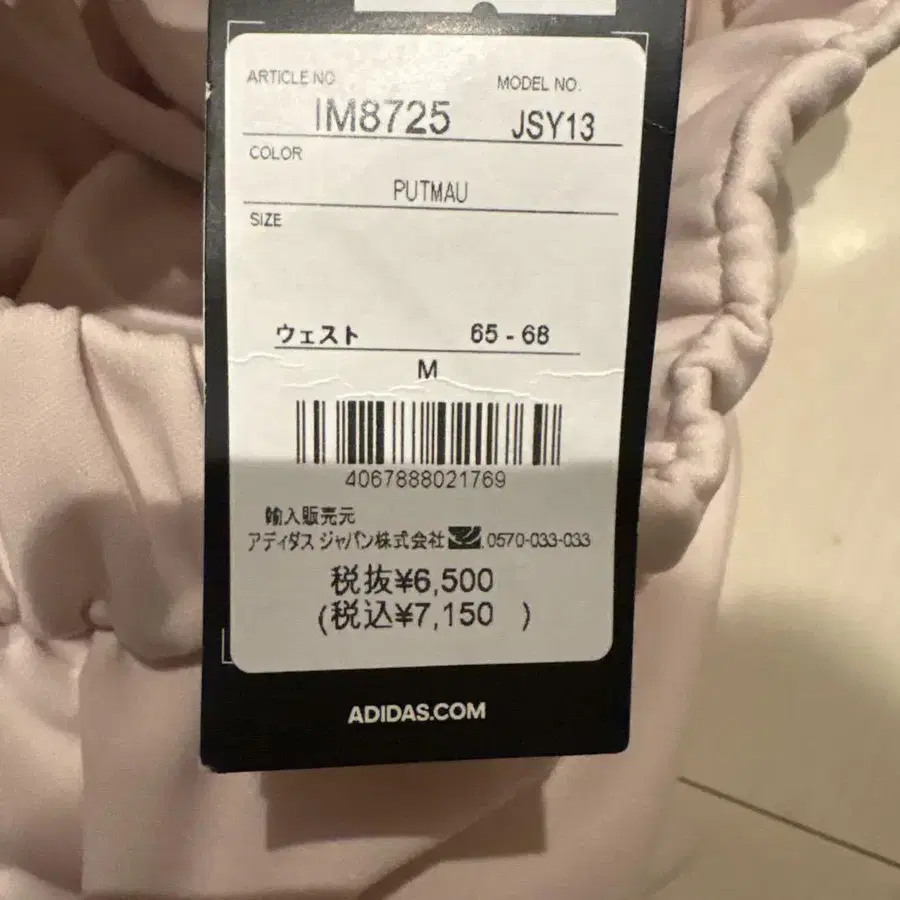 ARTICLE NO
MODEL NO.
IM8725
JSY13
COLOR
PUTMAU
SIZE
ウェスト 65-68
M
4067888021769
輸入販売元
アディダス ジャパン株式会社 0570-033-033
税抜¥6,500
(税込¥7,150 )
ADIDAS.COM